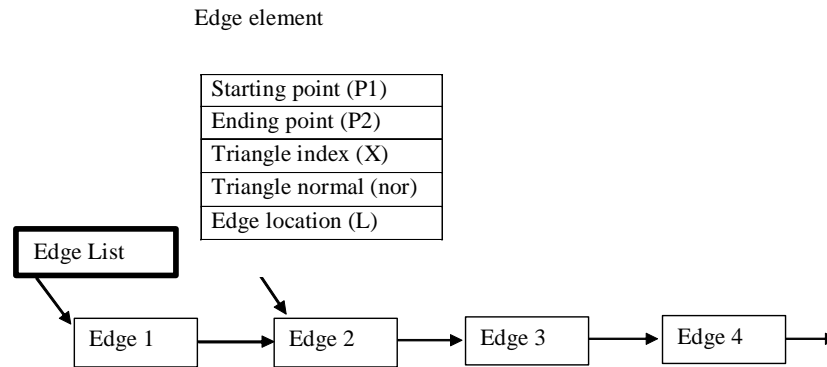 Edge element
Starting point (P1)
Ending point (P2)
Triangle index (X)
Triangle normal (nor)
Edge location (L)
Edge List
Edge 1
Edge 2
Edge 3
Edge 4